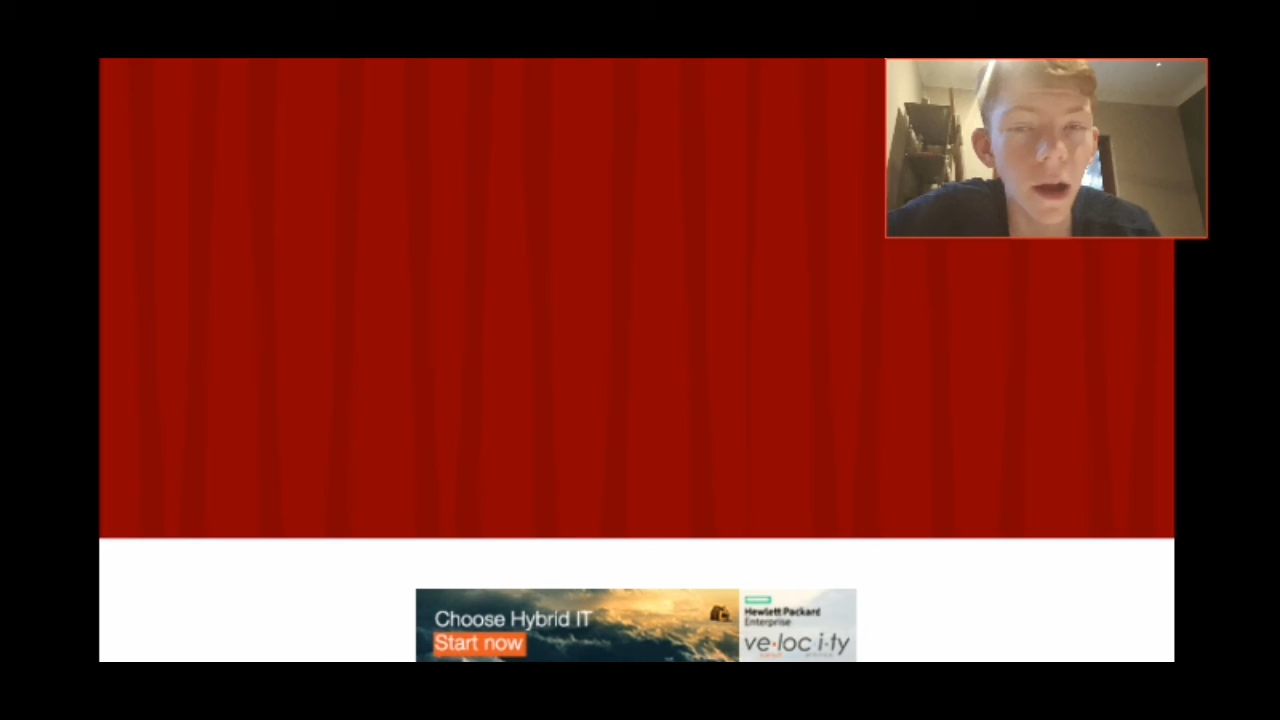 Choose Hybrid IT
Start now
Hewlett Packard
Enterprise
ve·loc·i·ty